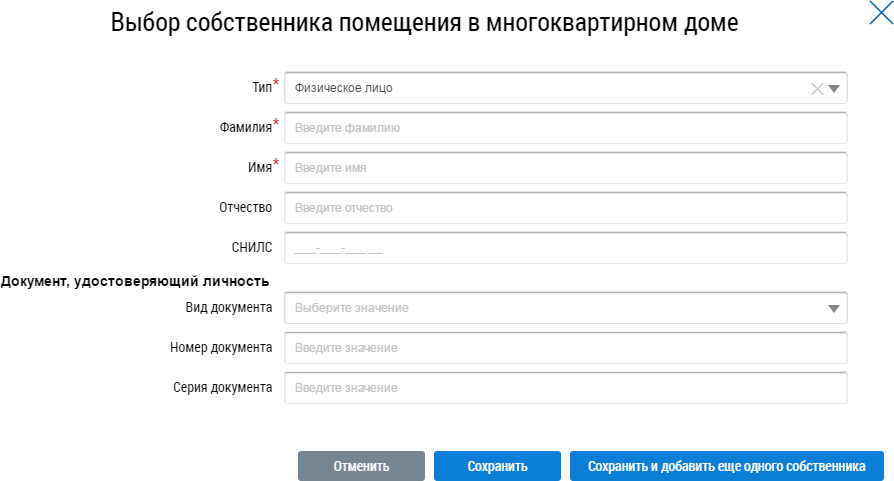 Выбор собственника помещения в многоквартирном доме
Тип* Физическое лицо
Фамилия* Введите фамилию
Имя* Введите имя
Отчество Введите отчество
СНИЛС ___-___-___ __
Документ, удостоверяющий личность
Вид документа Выберите значение
Номер документа Введите значение
Серия документа Введите значение
Отменить Сохранить Сохранить и добавить еще одного собственника